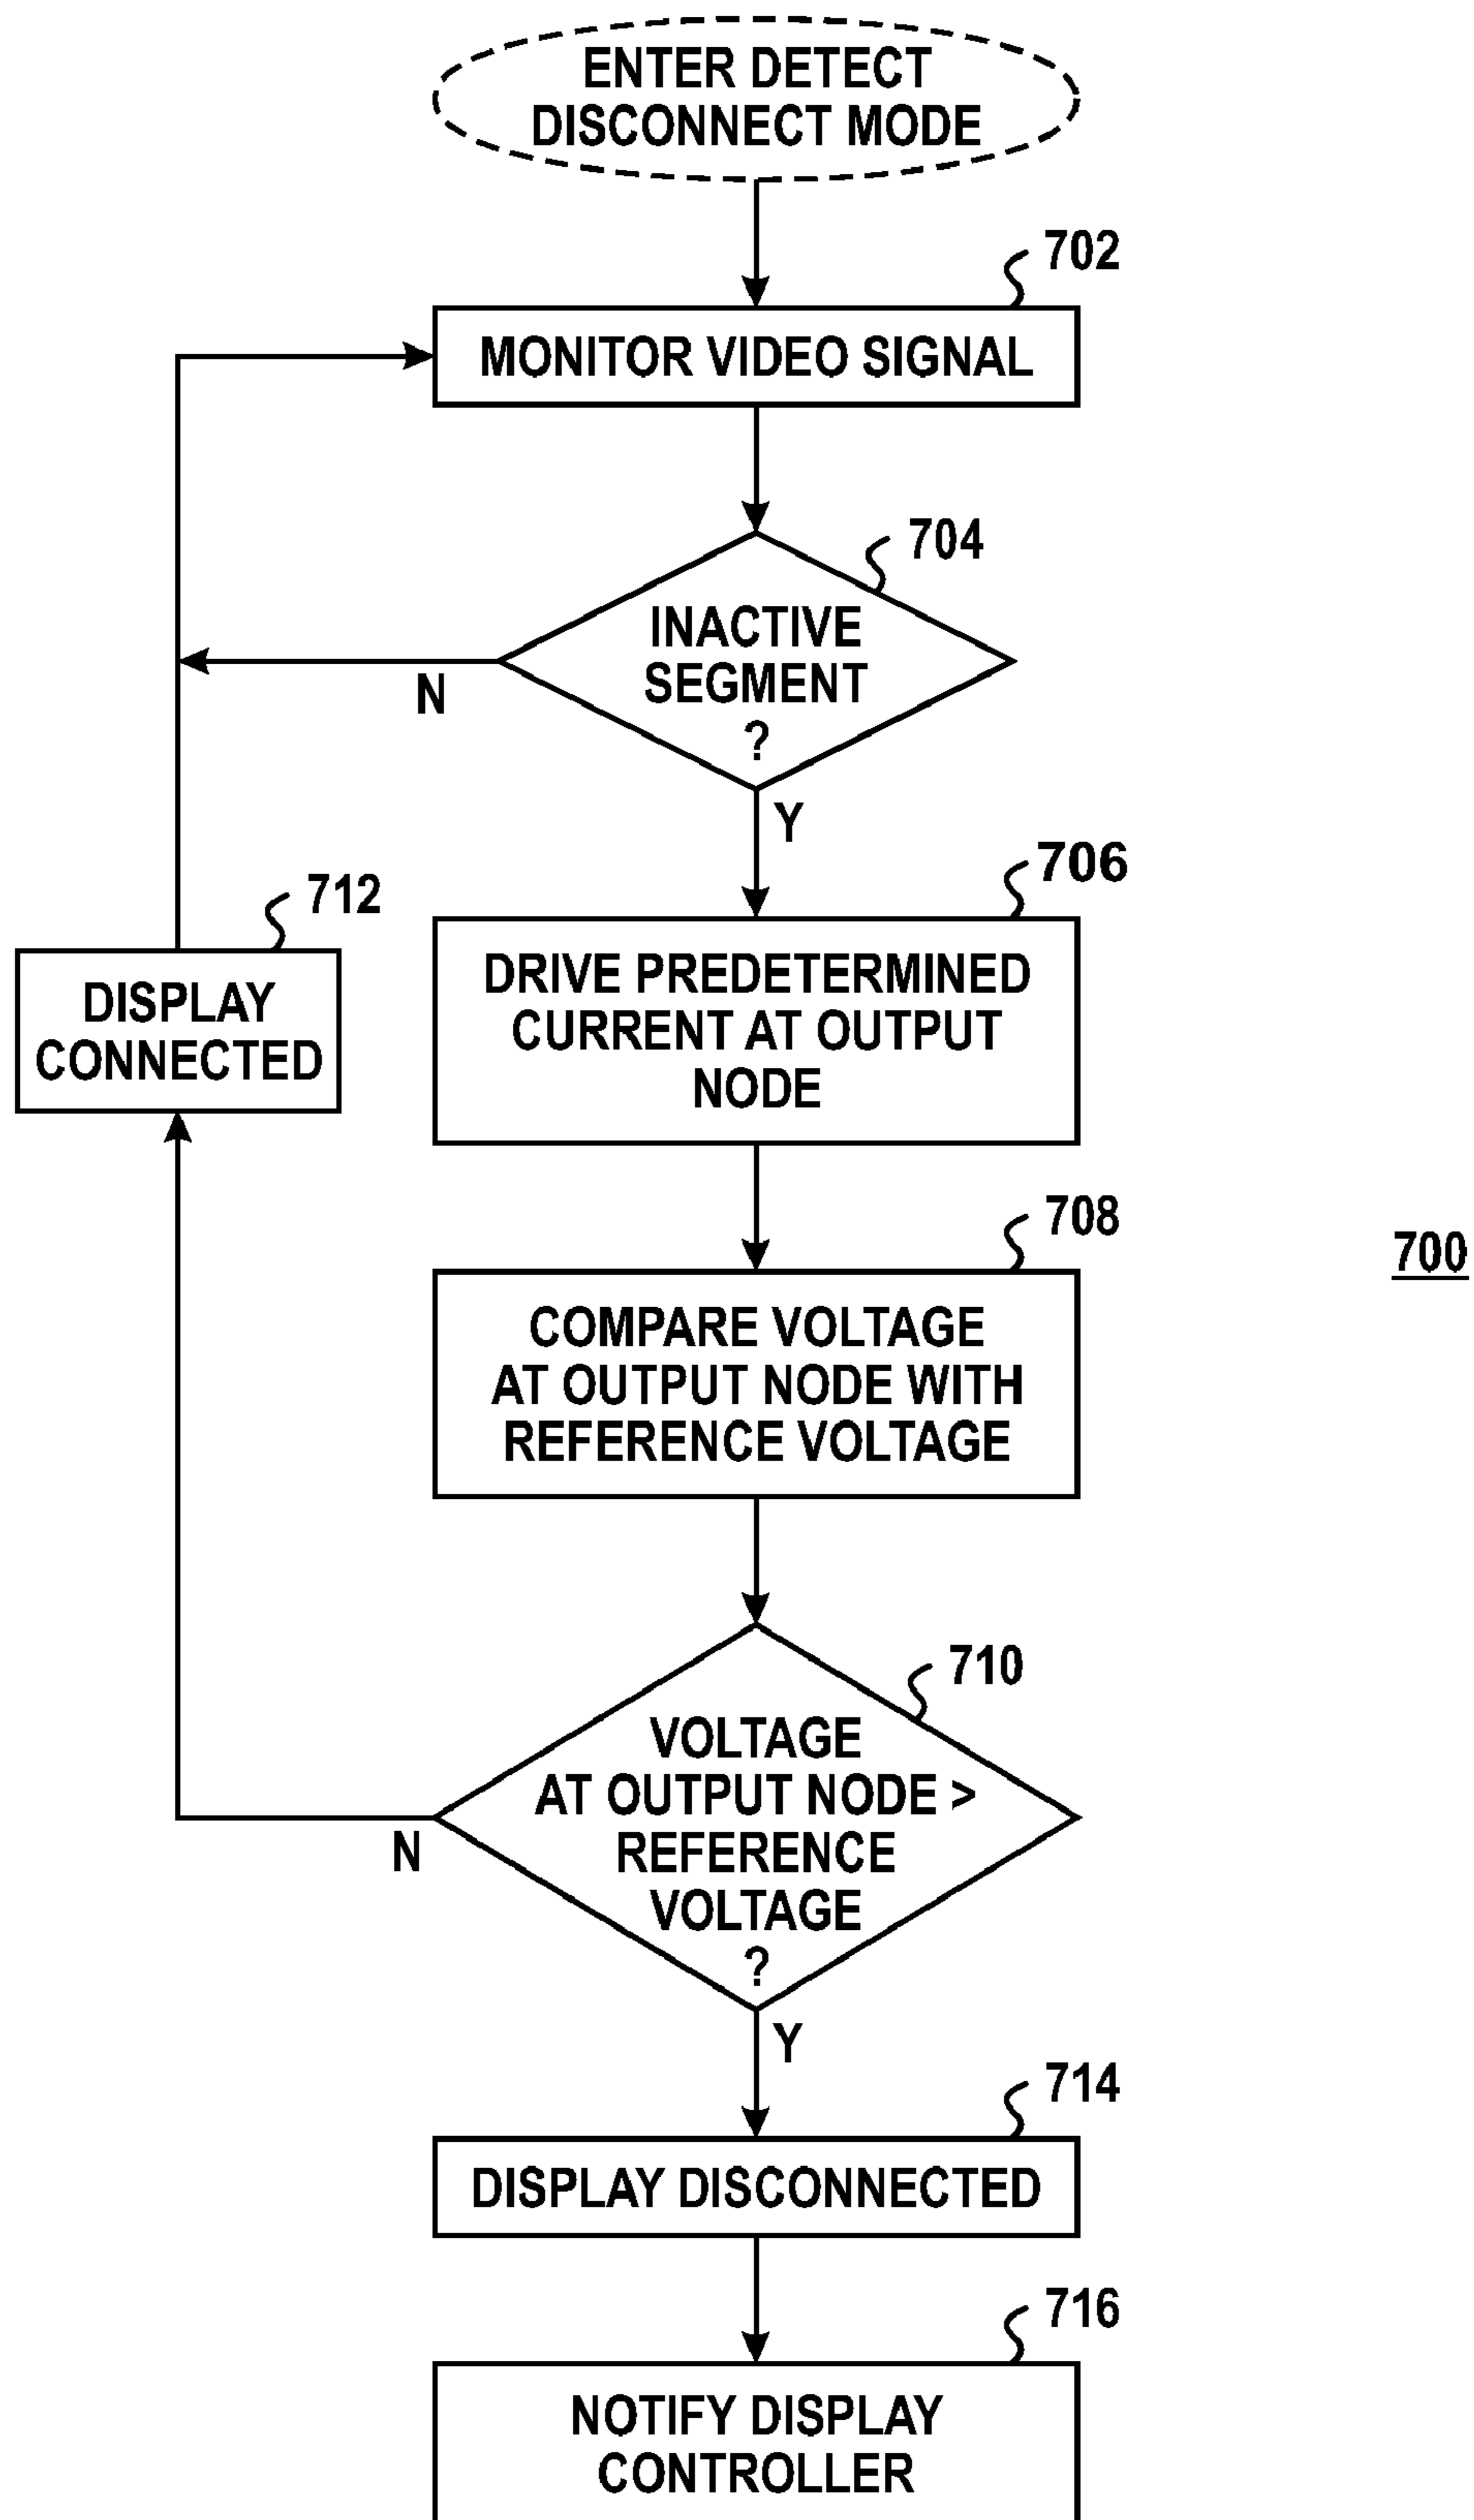 ENTER DETECT
DISCONNECT MODE
702
MONITOR VIDEO SIGNAL
704
INACTIVE
SEGMENT
?
N
Y
706
712
DISPLAY
CONNECTED
DRIVE PREDETERMINED
CURRENT AT OUTPUT
NODE
708
700
COMPARE VOLTAGE
AT OUTPUT NODE WITH
REFERENCE VOLTAGE
710
VOLTAGE
AT OUTPUT NODE >
REFERENCE
VOLTAGE
?
N
Y
714
DISPLAY DISCONNECTED
716
NOTIFY DISPLAY
CONTROLLER